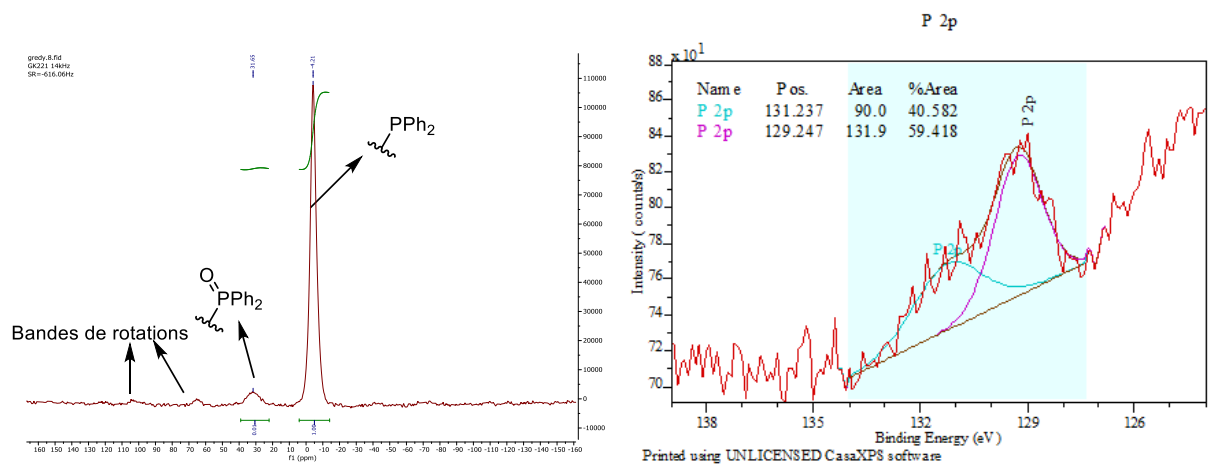 gredy.8.fid
GK221 14kHz
SR=-616.06Hz
31.65
-4.21
PPh2
O
PPh2
Bandes de rotations
1.00
110000
100000
90000
80000
70000
60000
50000
40000
30000
20000
10000
0
-10000
160 150 140 130 120 110 100 90 80 70 60 50 40 30 20 10 0 -10 -20 -30 -40 -50 -60 -70 -80 -90 -100 -120 -140 -160
f1 (ppm)
P 2p
x 10^1
Name Pos. Area %Area
P 2p 131.237 90.0 40.582
P 2p 129.247 131.9 59.418
P 2p
P 2p
88
86
84
82
80
78
76
74
72
70
Intensity ( counts/s)
138 135 132 129 126
Binding Energy (eV)
Printed using UNLICENSED CasaXPS software